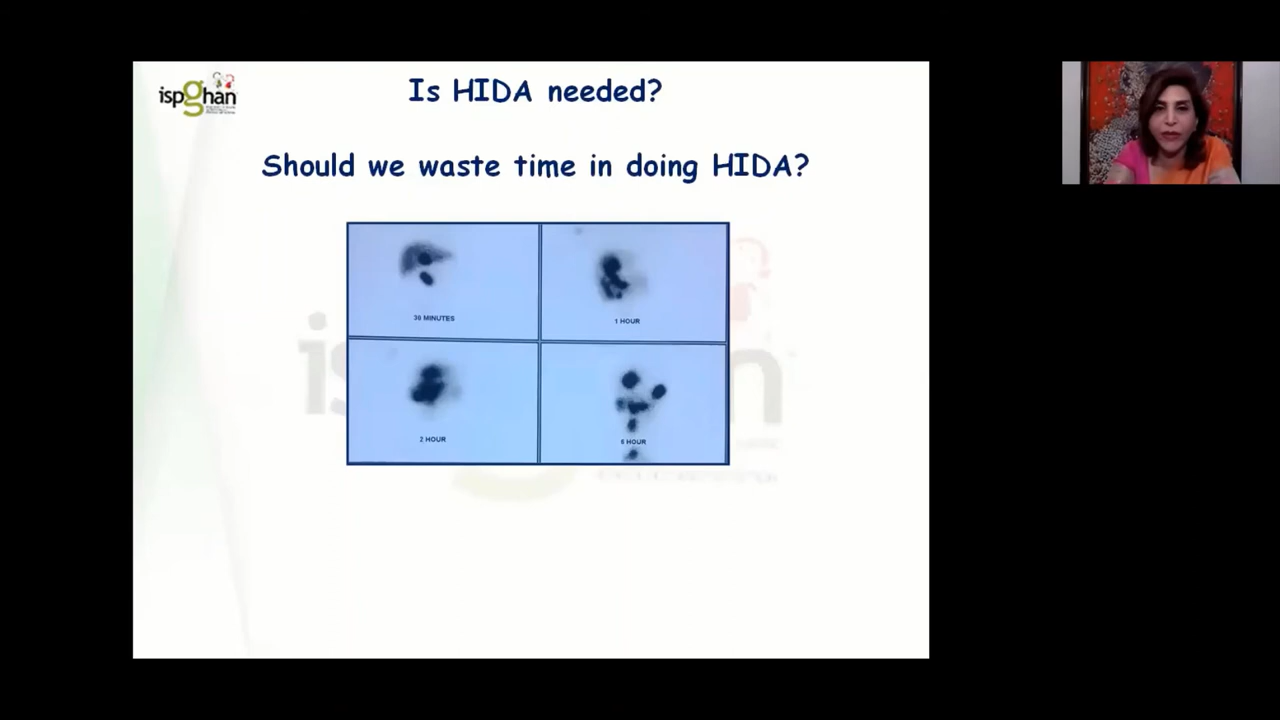 ispghan
Is HIDA needed?
Should we waste time in doing HIDA?
30 MINUTES
1 HOUR
2 HOUR
6 HOUR